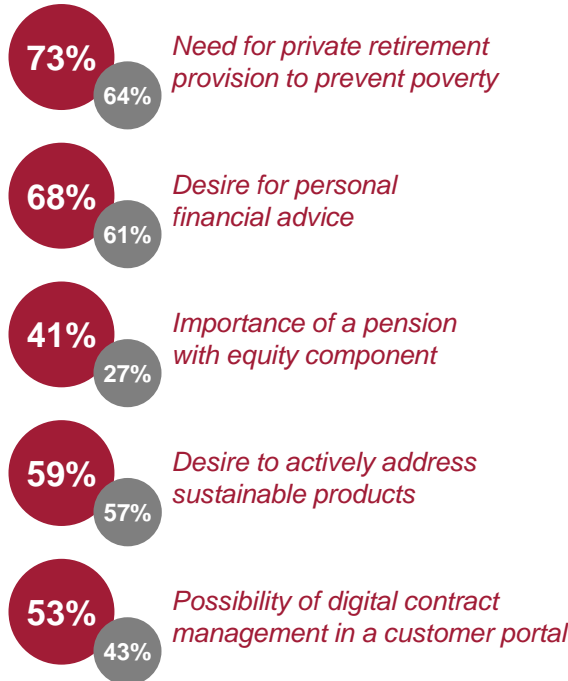 73%
64%
Need for private retirement
provision to prevent poverty
68%
61%
Desire for personal
financial advice
41%
27%
Importance of a pension
with equity component
59%
57%
Desire to actively address
sustainable products
53%
43%
Possibility of digital contract
management in a customer portal